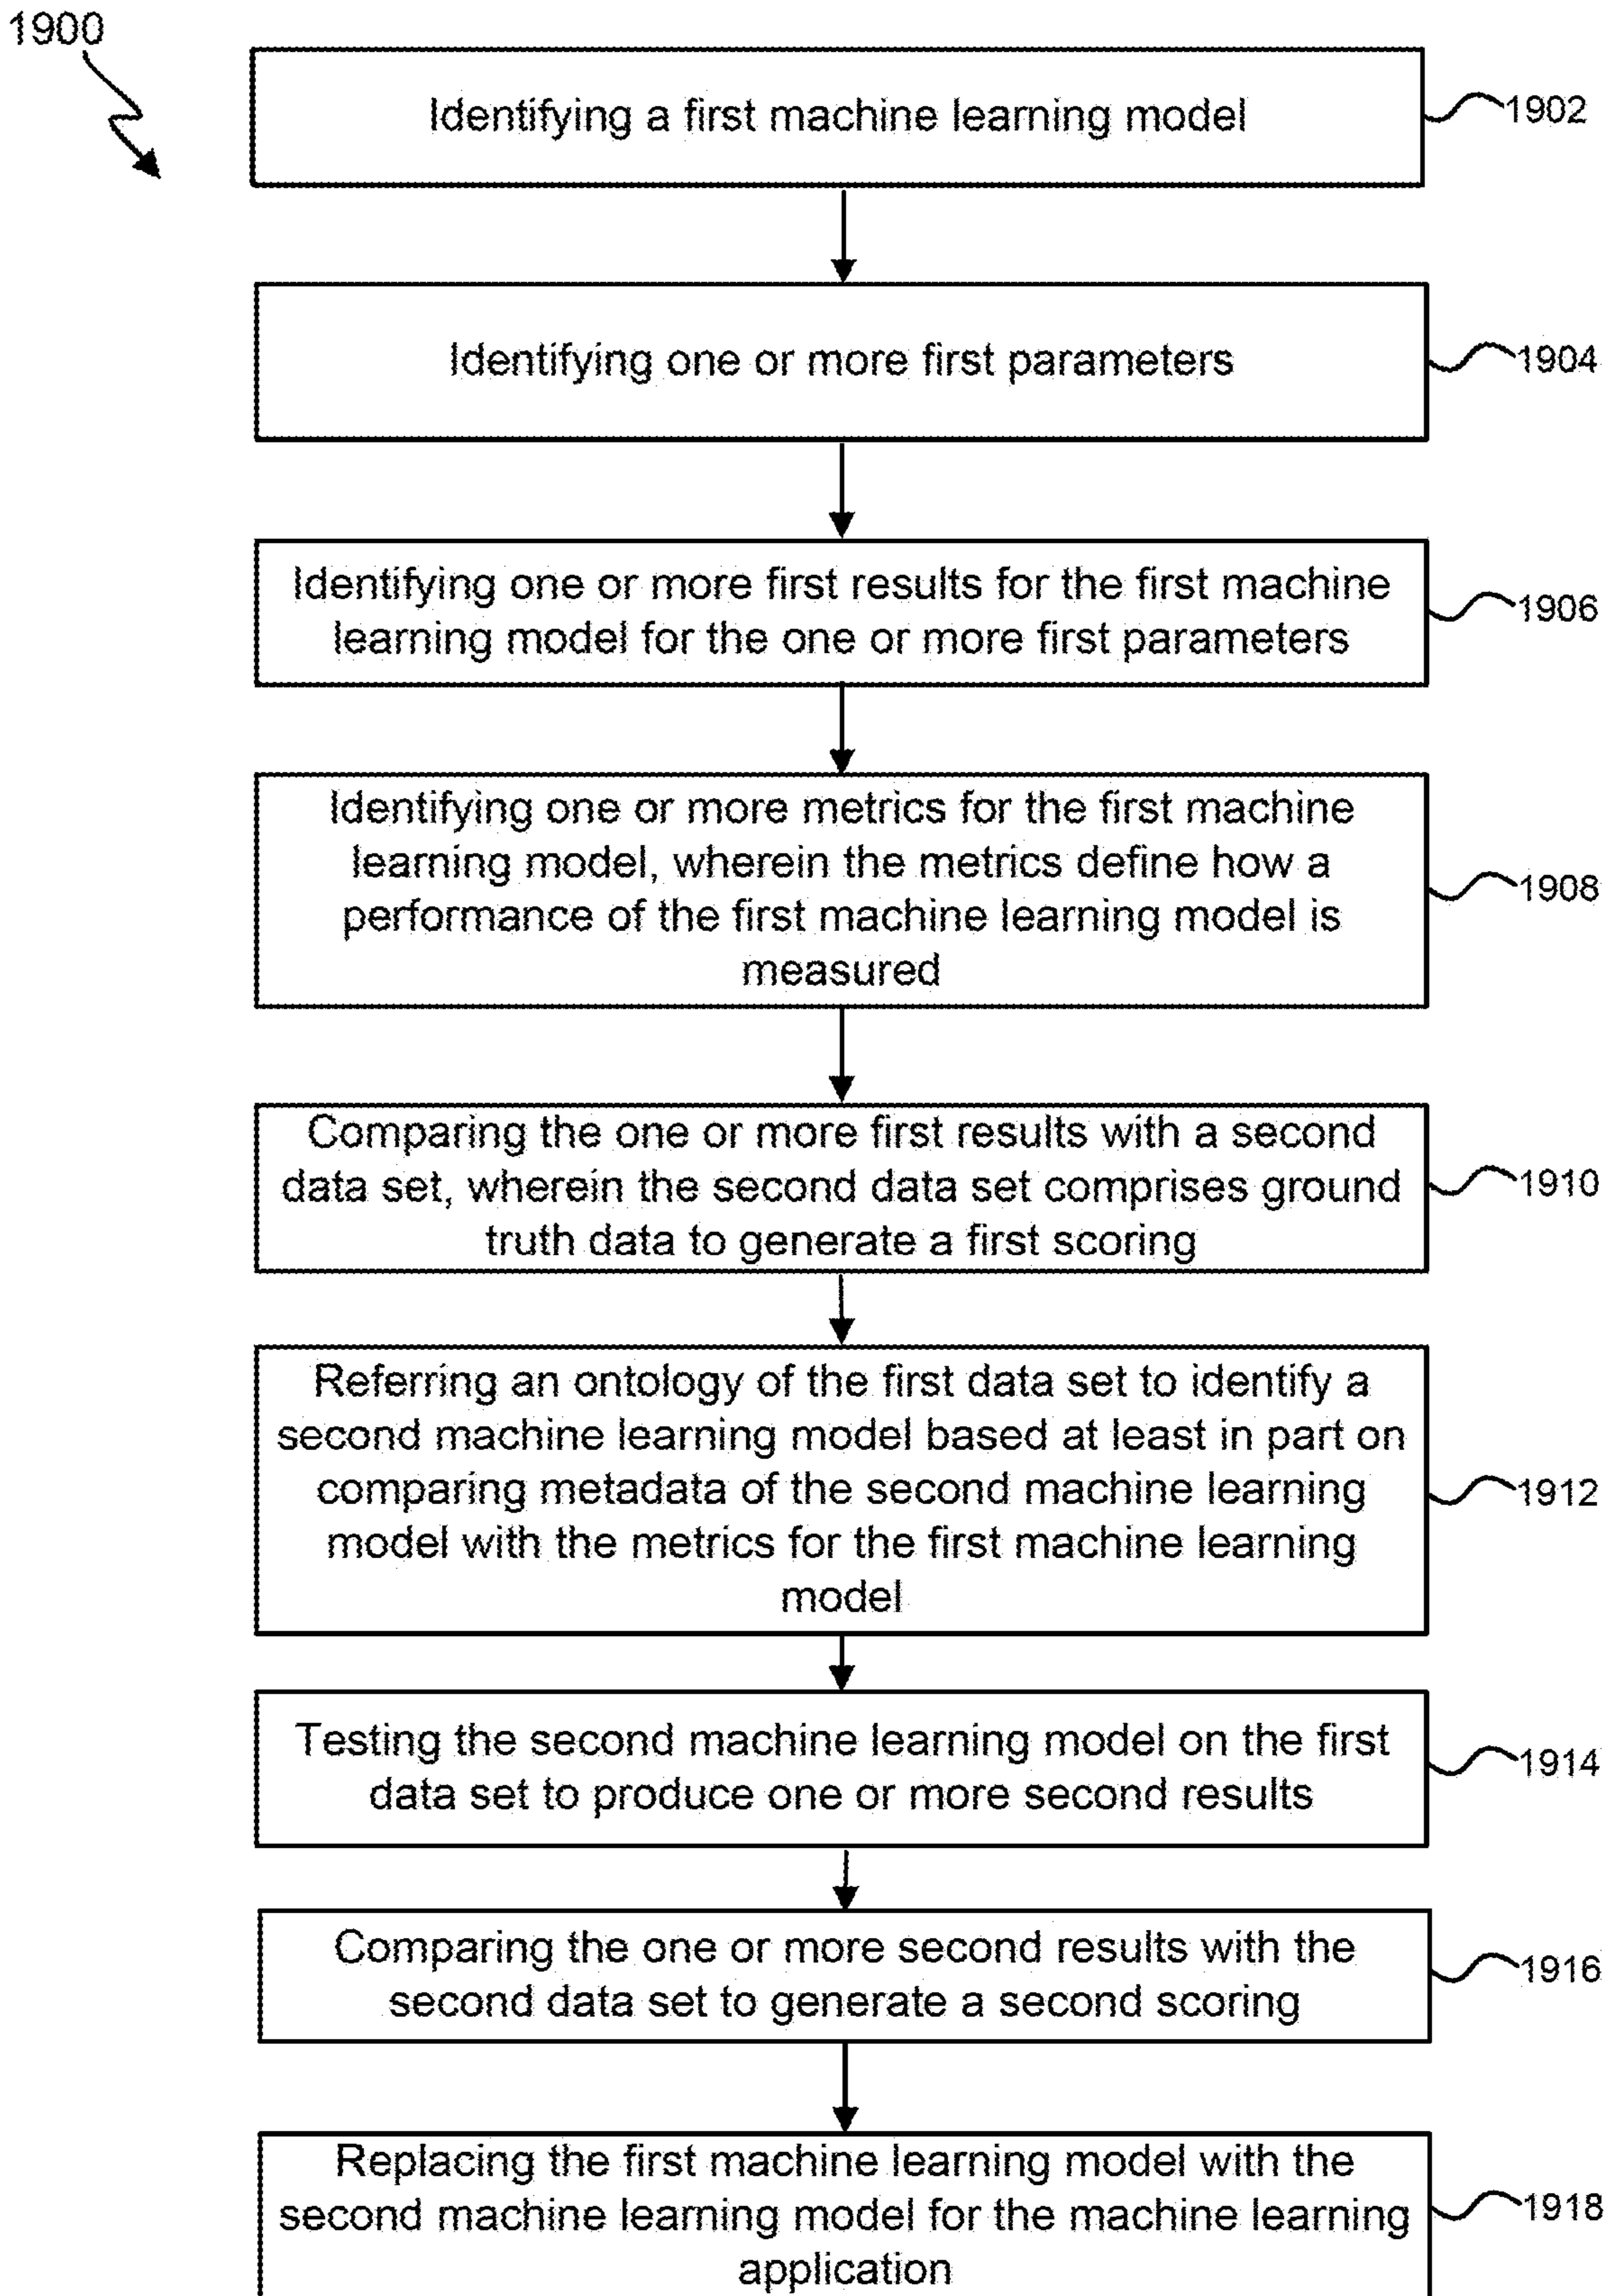 1900
Identifying a first machine learning model
1902
Identifying one or more first parameters
1904
Identifying one or more first results for the first machine
learning model for the one or more first parameters
1906
Identifying one or more metrics for the first machine
learning model, wherein the metrics define how a
performance of the first machine learning model is
measured
1908
Comparing the one or more first results with a second
data set, wherein the second data set comprises ground
truth data to generate a first scoring
1910
Referring an ontology of the first data set to identify a
second machine learning model based at least in part on
comparing metadata of the second machine learning
model with the metrics for the first machine learning
model
1912
Testing the second machine learning model on the first
data set to produce one or more second results
1914
Comparing the one or more second results with the
second data set to generate a second scoring
1916
Replacing the first machine learning model with the
second machine learning model for the machine learning
application
1918